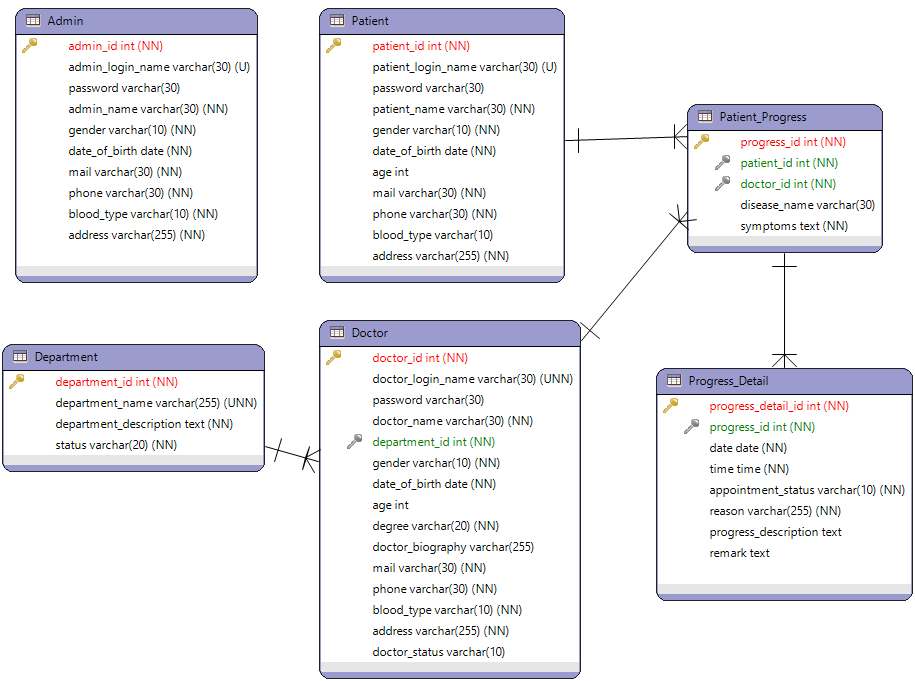 Admin
admin_id int (NN)
admin_login_name varchar(30) (U)
password varchar(30)
admin_name varchar(30) (NN)
gender varchar(10) (NN)
date_of_birth date (NN)
mail varchar(30) (NN)
phone varchar(30) (NN)
blood_type varchar(10) (NN)
address varchar(255) (NN)
Patient
patient_id int (NN)
patient_login_name varchar(30) (U)
password varchar(30)
patient_name varchar(30) (NN)
gender varchar(10) (NN)
date_of_birth date (NN)
age int
mail varchar(30) (NN)
phone varchar(30) (NN)
blood_type varchar(10)
address varchar(255) (NN)
Patient_Progress
progress_id int (NN)
patient_id int (NN)
doctor_id int (NN)
disease_name varchar(30)
symptoms text (NN)
Department
department_id int (NN)
department_name varchar(255) (UNN)
department_description text (NN)
status varchar(20) (NN)
Doctor
doctor_id int (NN)
doctor_login_name varchar(30) (UNN)
password varchar(30)
doctor_name varchar(30) (NN)
department_id int (NN)
gender varchar(10) (NN)
date_of_birth date (NN)
age int
degree varchar(20) (NN)
doctor_biography varchar(255)
mail varchar(30) (NN)
phone varchar(30) (NN)
blood_type varchar(10) (NN)
address varchar(255) (NN)
doctor_status varchar(10)
Progress_Detail
progress_detail_id int (NN)
progress_id int (NN)
date date (NN)
time time (NN)
appointment_status varchar(10) (NN)
reason varchar(255) (NN)
progress_description text
remark text